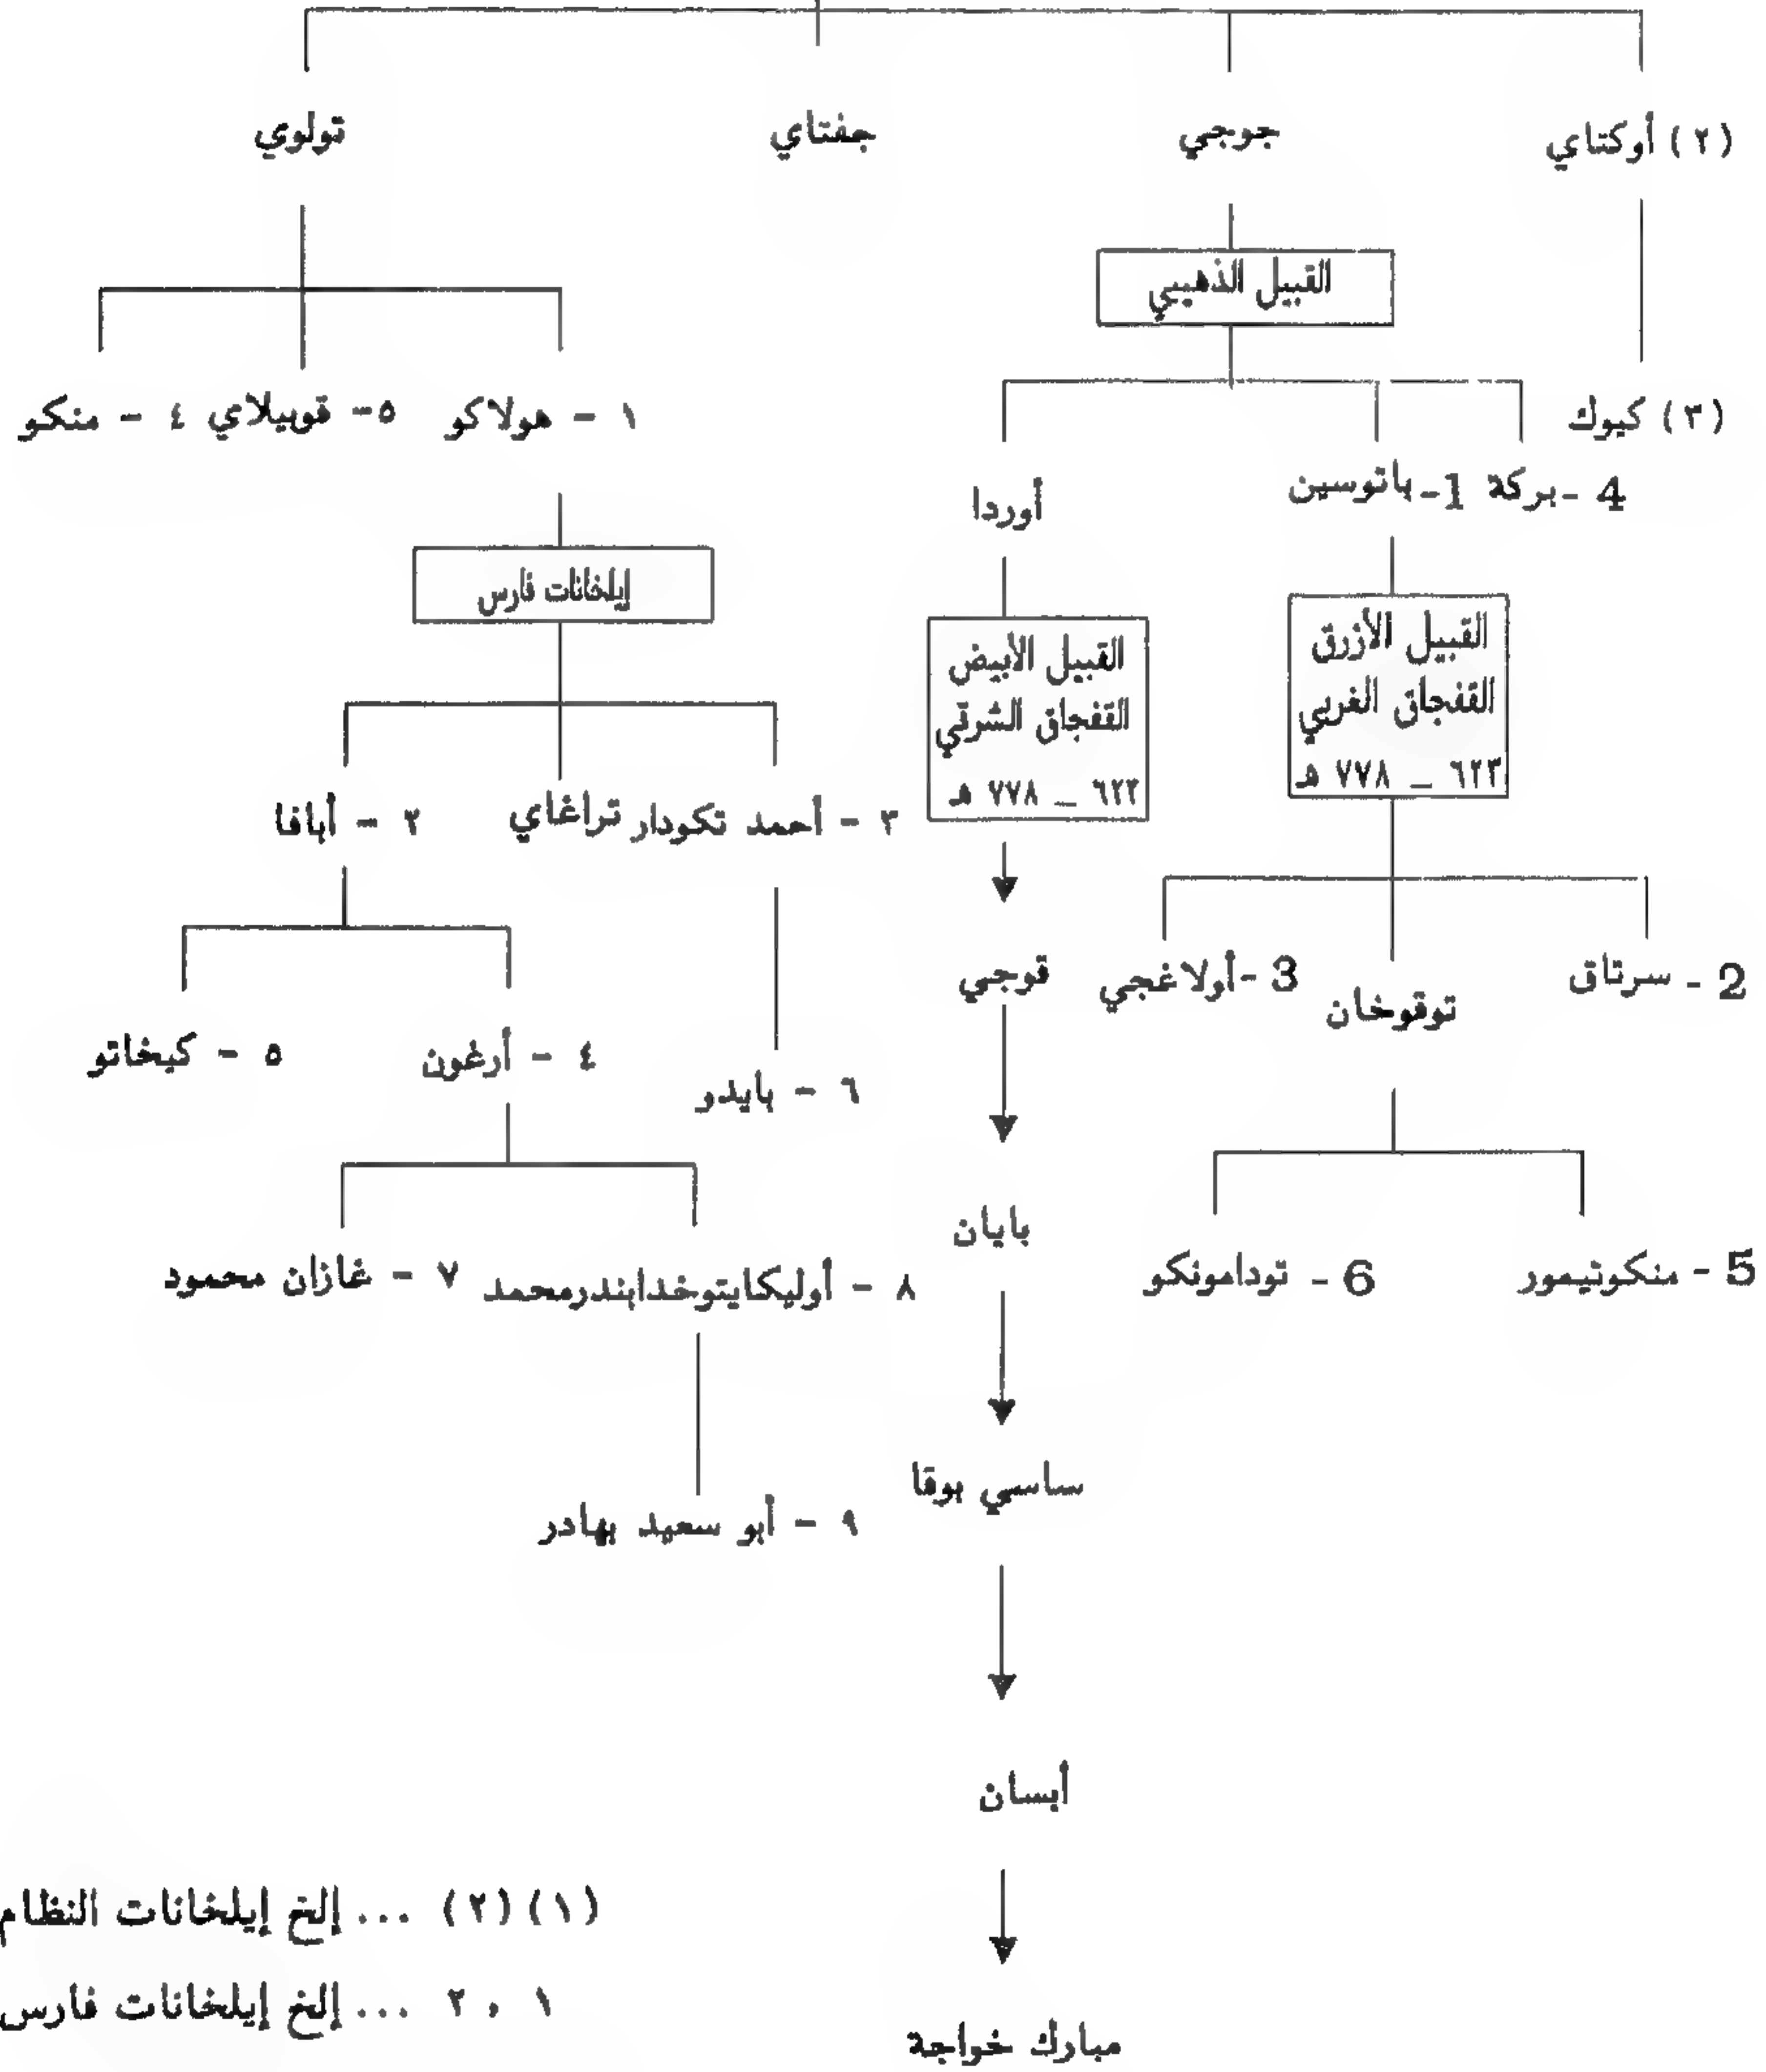 (٢) أوكتاي
جوجي
جفتاي
تولوي
القبيل الذهبي
(٣) كيوك
١ - هولاكو
٥- قوبيلاي
٤ - منكو
4 - بركة
1- باتوسين
أوردا
إيلخانات فارس
القبيل الأزرق
القفجاق الغربي
٦٢٣ _ ٧٧٨ هـ
القبيل الأبيض
القفجاق الشرقي
٦٢٣ _ ٧٧٨ هـ
٣ - أحمد تكودار
تراغاي
٢ - أباقا
2 - سرتاق
توقوخان
3 - أولاغجي
قوجي
٦ - بايدو
٤ - أرغون
٥ - كيخاتو
5 - منكوتيمور
6 - تودامونكو
بايان
٨ - أوليكايتوخدابندرمحمد
٧ - غازان محمود
ساسي بوقا
٩ - أبو سعيد بهادر
أبسان
(١) (٢) ... إلخ إيلخانات النظام
١ ، ٢ ... إلخ إيلخانات فارس
مبارك خواجة